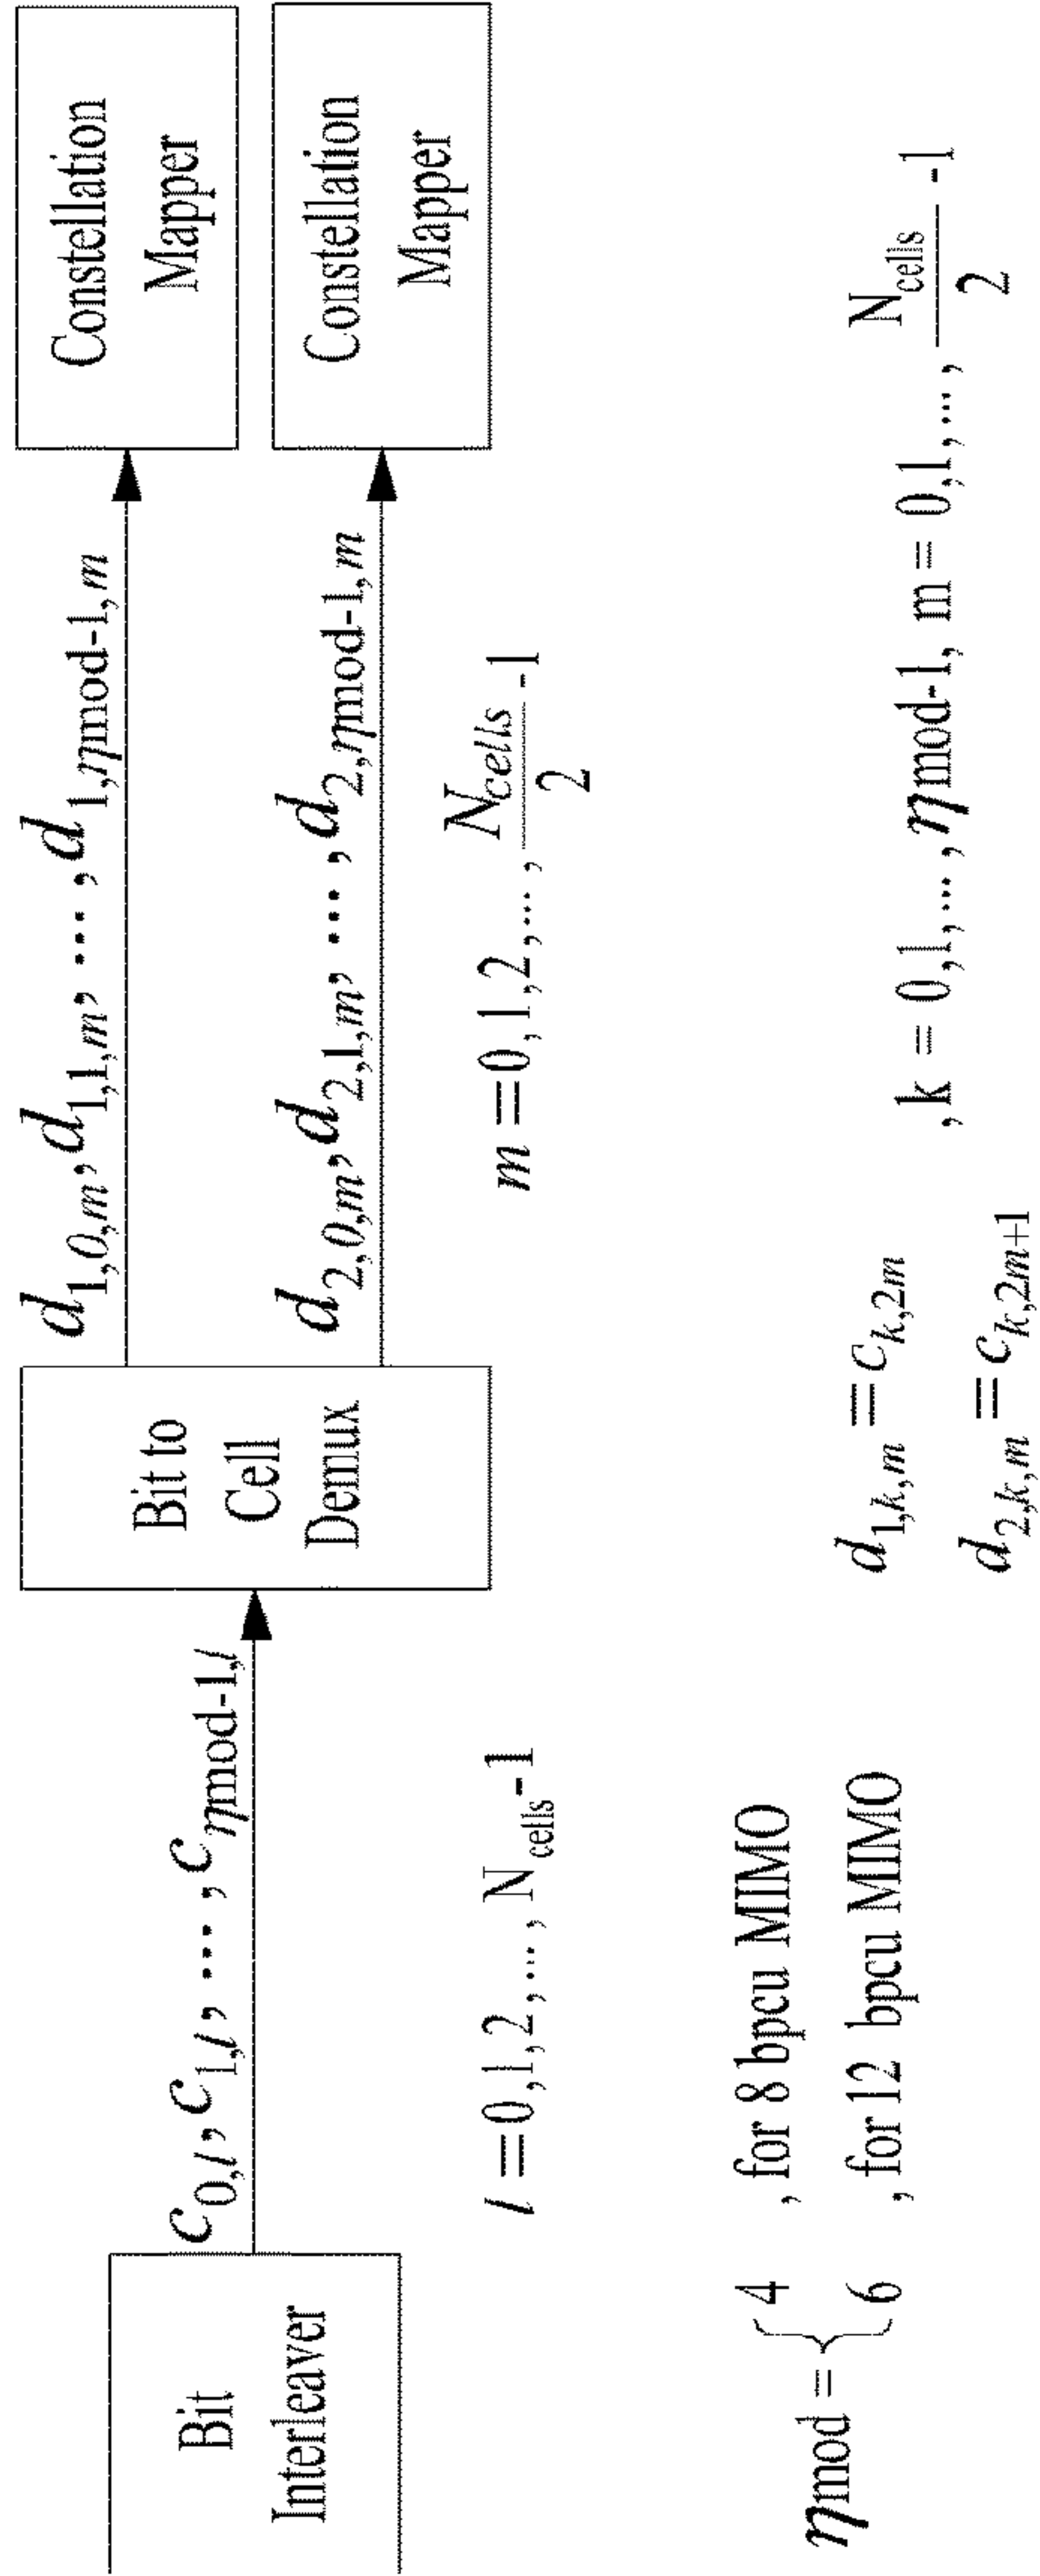 Bit
Interleaver
c0,l, c1,l, ···, cηmod-1,l
l=0,1,2,..., Ncells-1
Bit to
Cell
Demux
d1,0,m, d1,1,m, ···, d1,ηmod-1,m
d2,0,m, d2,1,m, ···, d2,ηmod-1,m
m=0,1,2,..., Ncells/2 -1
Constellation
Mapper
Constellation
Mapper
ηmod = { 4 , for 8 bpcu MIMO
6 , for 12 bpcu MIMO
d1,k,m = ck,2m
d2,k,m = ck,2m+1
,k = 0,1,..., ηmod-1, m = 0,1,..., Ncells/2 -1